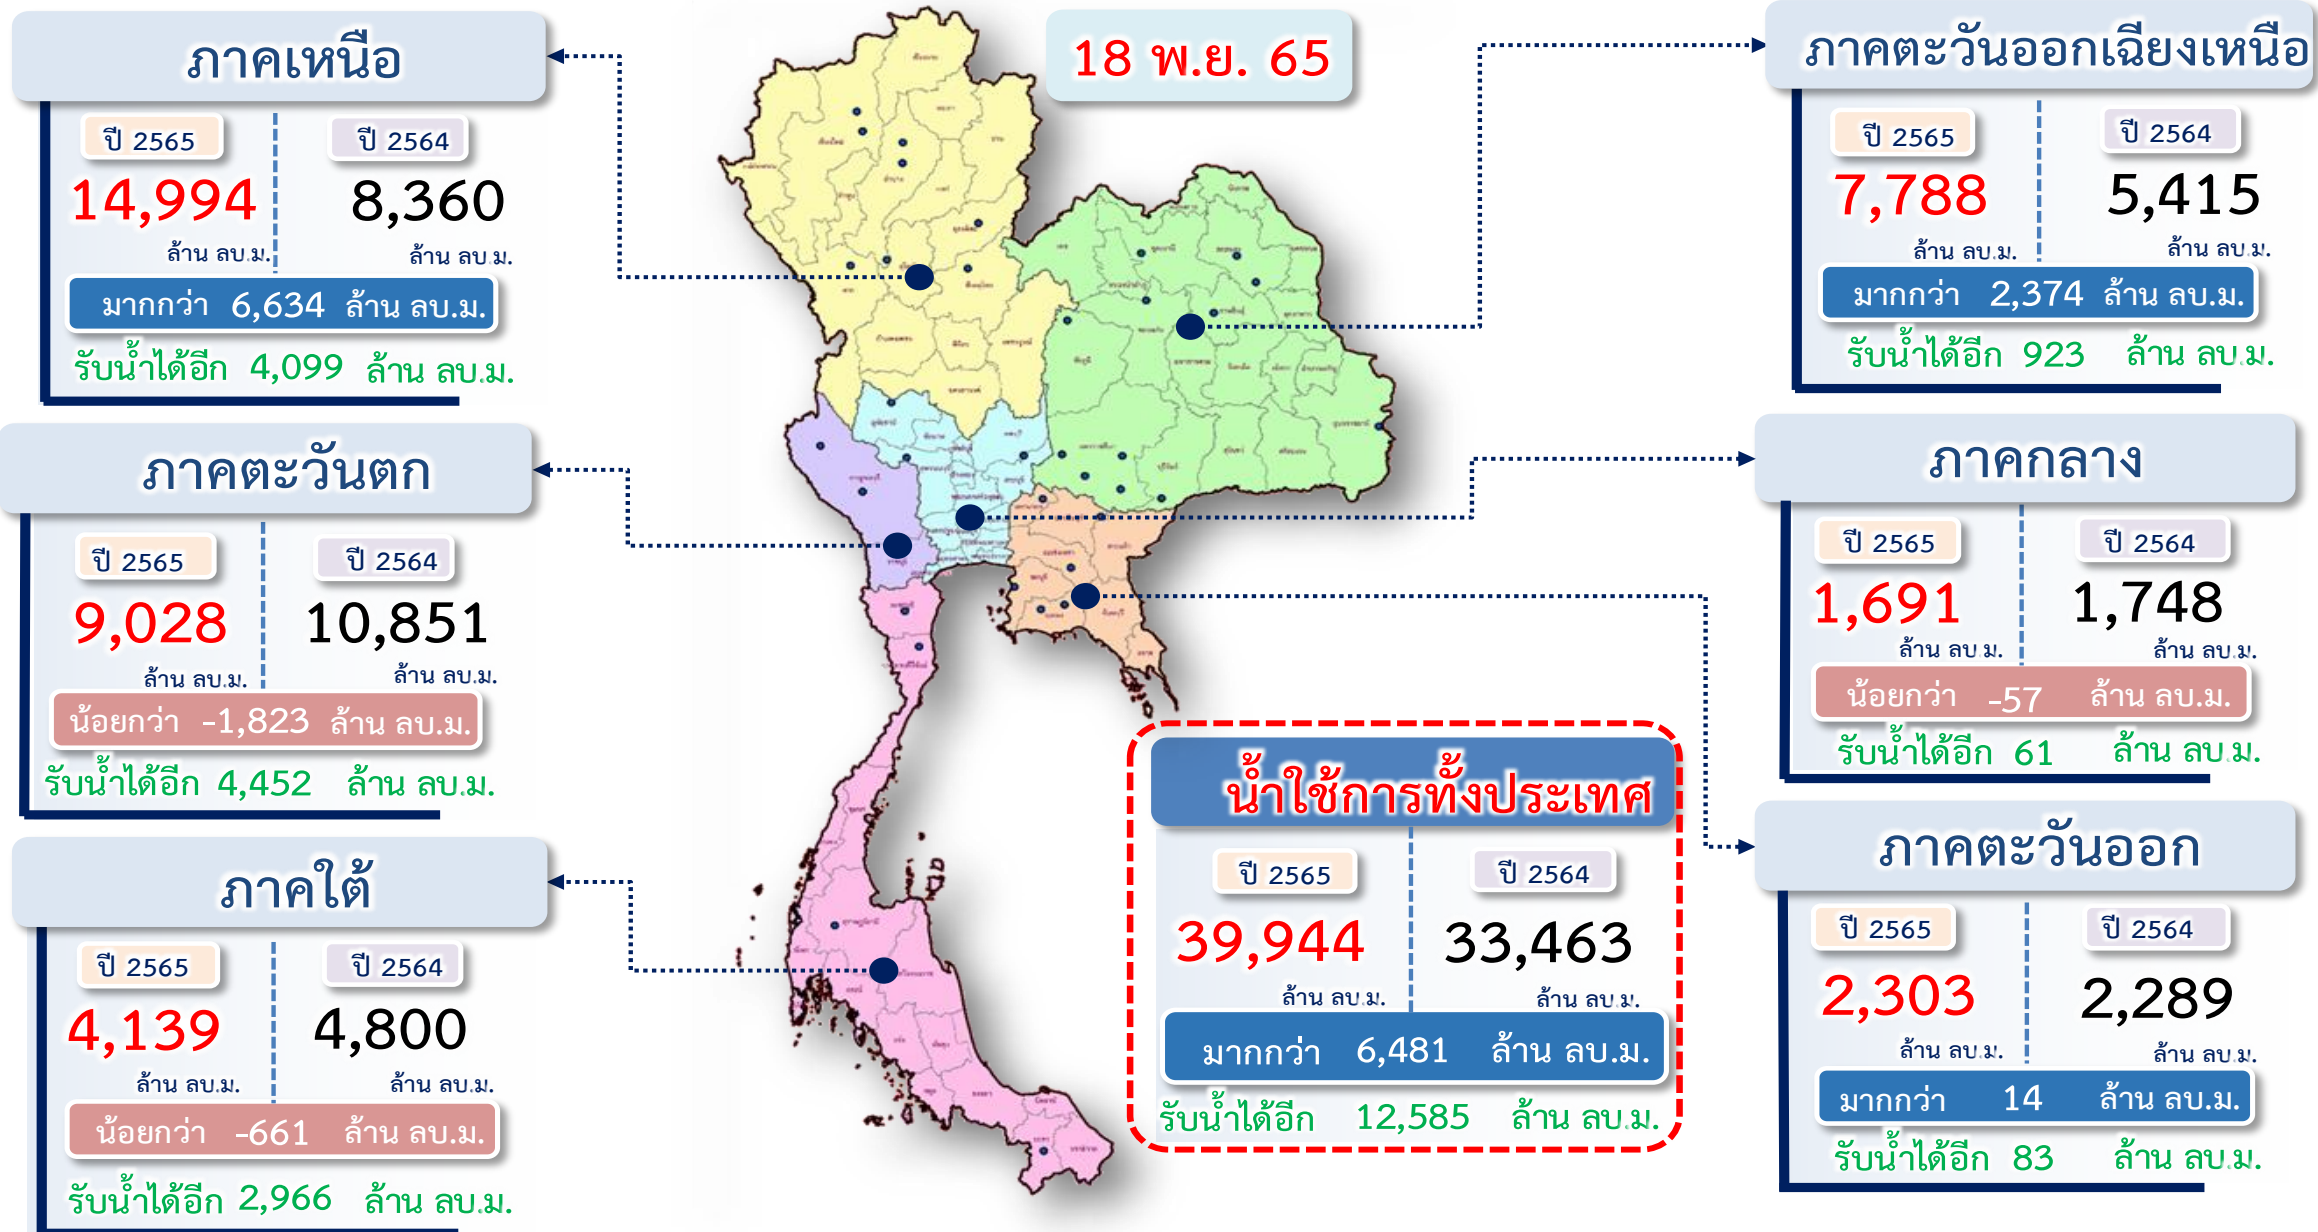 18 พ.ย. 65
ภาคเหนือ
ปี 2565 ปี 2564
14,994 8,360
ล้าน ลบ.ม. ล้าน ลบ.ม.
มากกว่า 6,634 ล้าน ลบ.ม.
รับน้ำได้อีก 4,099 ล้าน ลบ.ม.
ภาคตะวันตก
ปี 2565 ปี 2564
9,028 10,851
ล้าน ลบ.ม. ล้าน ลบ.ม.
น้อยกว่า -1,823 ล้าน ลบ.ม.
รับน้ำได้อีก 4,452 ล้าน ลบ.ม.
ภาคใต้
ปี 2565 ปี 2564
4,139 4,800
ล้าน ลบ.ม. ล้าน ลบ.ม.
น้อยกว่า -661 ล้าน ลบ.ม.
รับน้ำได้อีก 2,966 ล้าน ลบ.ม.
ภาคตะวันออกเฉียงเหนือ
ปี 2565 ปี 2564
7,788 5,415
ล้าน ลบ.ม. ล้าน ลบ.ม.
มากกว่า 2,374 ล้าน ลบ.ม.
รับน้ำได้อีก 923 ล้าน ลบ.ม.
ภาคกลาง
ปี 2565 ปี 2564
1,691 1,748
ล้าน ลบ.ม. ล้าน ลบ.ม.
น้อยกว่า -57 ล้าน ลบ.ม.
รับน้ำได้อีก 61 ล้าน ลบ.ม.
ภาคตะวันออก
ปี 2565 ปี 2564
2,303 2,289
ล้าน ลบ.ม. ล้าน ลบ.ม.
มากกว่า 14 ล้าน ลบ.ม.
รับน้ำได้อีก 83 ล้าน ลบ.ม.
น้ำใช้การทั้งประเทศ
ปี 2565 ปี 2564
39,944 33,463
ล้าน ลบ.ม. ล้าน ลบ.ม.
มากกว่า 6,481 ล้าน ลบ.ม.
รับน้ำได้อีก 12,585 ล้าน ลบ.ม.